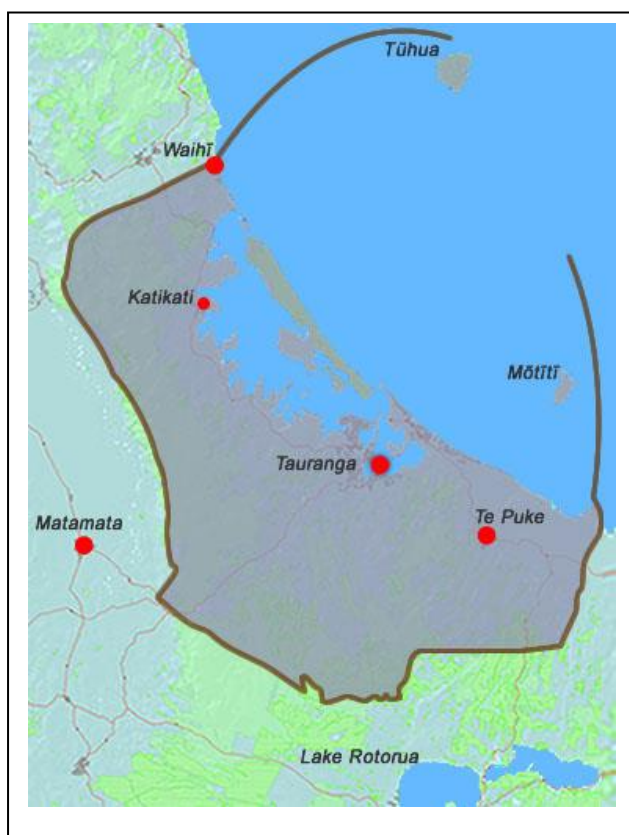 Tūhua
Waihī
Katikati
Mōtītī
Tauranga
Te Puke
Matamata
Lake Rotorua